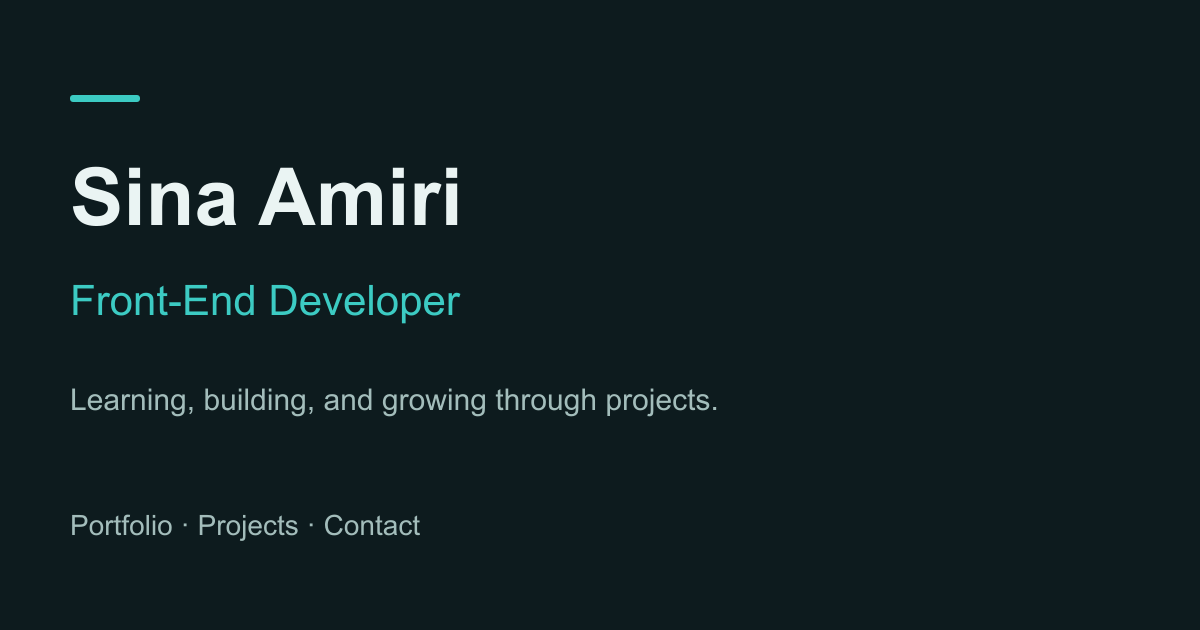 Sina Amiri
Front-End Developer
Learning, building, and growing through projects.
Portfolio · Projects · Contact